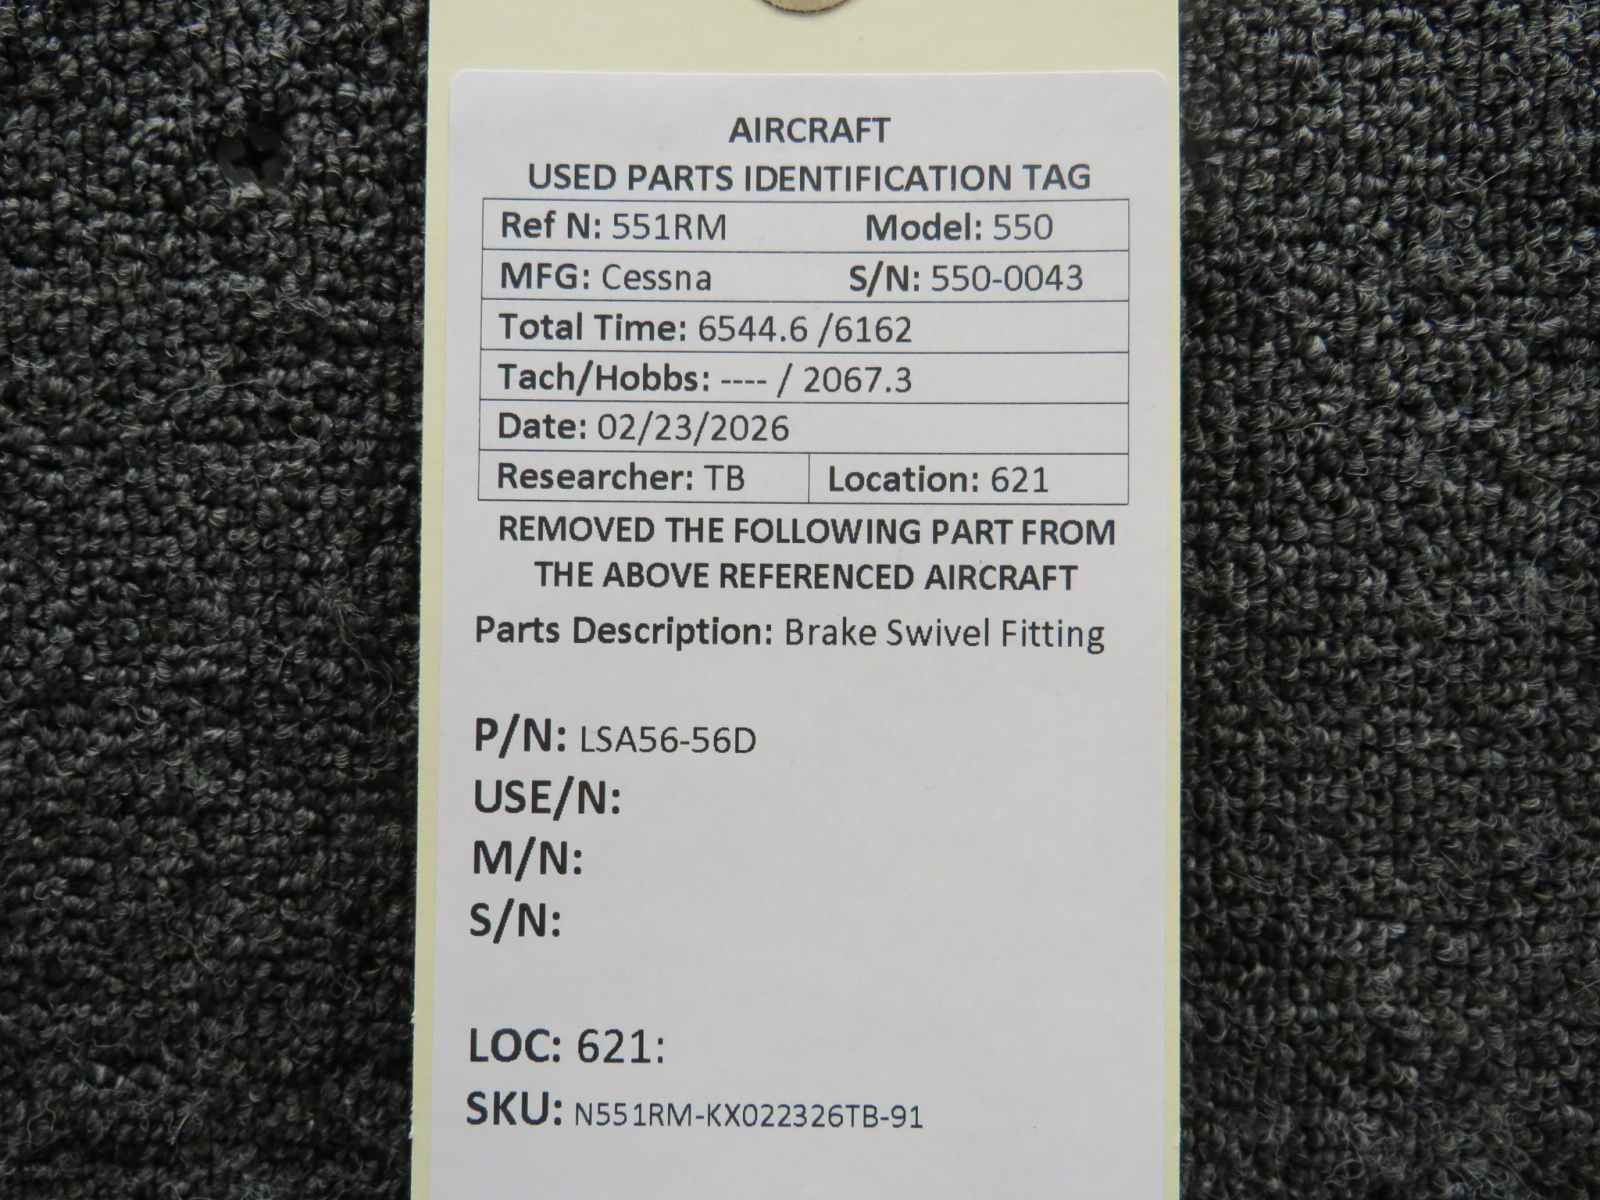 AIRCRAFT
USED PARTS IDENTIFICATION TAG
Ref N: 551RM Model: 550
MFG: Cessna S/N: 550-0043
Total Time: 6544.6 /6162
Tach/Hobbs: ---- / 2067.3
Date: 02/23/2026
Researcher: TB Location: 621
REMOVED THE FOLLOWING PART FROM
THE ABOVE REFERENCED AIRCRAFT
Parts Description: Brake Swivel Fitting
P/N: LSA56-56D
USE/N:
M/N:
S/N:
LOC: 621:
SKU: N551RM-KX022326TB-91